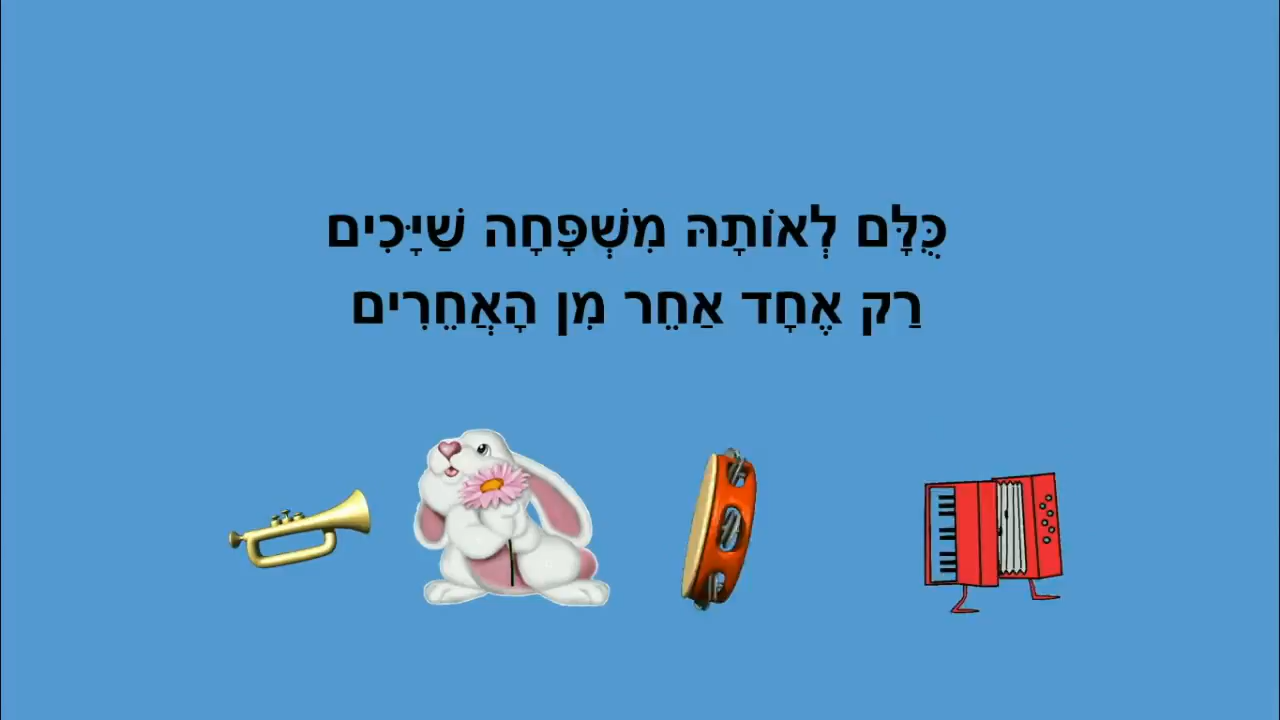 כֻּלָּם לְאוֹתָהּ מִשְׁפָּחָה שַׁיָּכִים
רַק אֶחָד אַחֵר מִן הָאֲחֵרִים